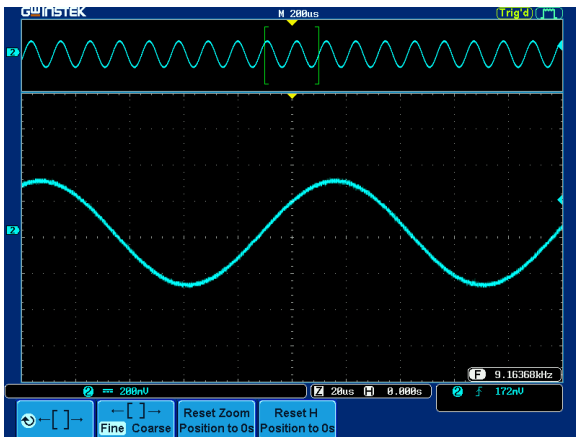 GWINSTEK
M 200us
Trig'd
2
2
F 9.16368kHz
2 200mV
Z 20us H 0.000s
2 172mV
Fine Coarse
Reset Zoom
Position to 0s
Reset H
Position to 0s